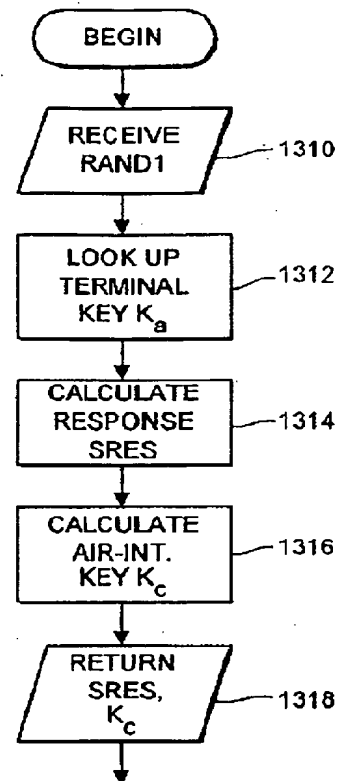 BEGIN
RECEIVE
RAND1
1310
LOOK UP
TERMINAL
KEY Ka
1312
CALCULATE
RESPONSE
SRES
1314
CALCULATE
AIR-INT.
KEY Kc
1316
RETURN
SRES,
Kc
1318